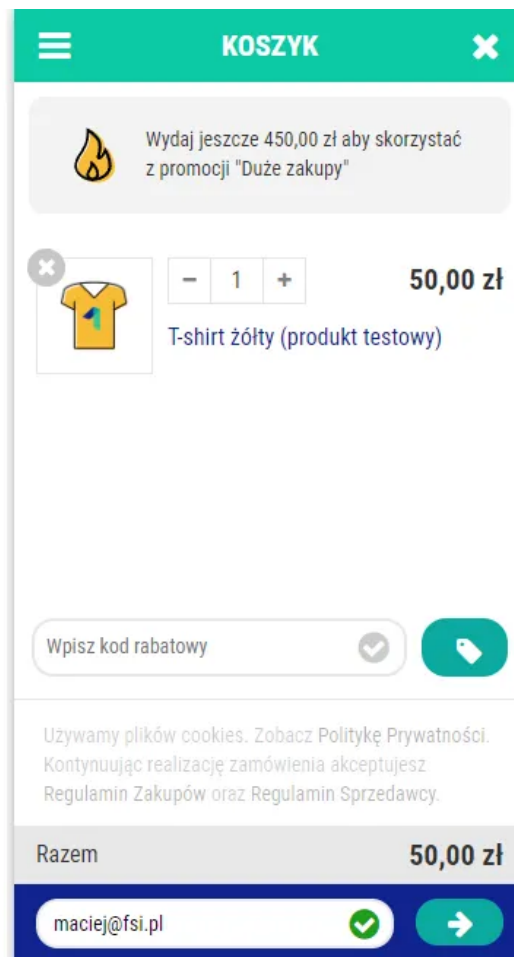 KOSZYK
Wydaj jeszcze 450,00 zł aby skorzystać
z promocji "Duże zakupy"
1
50,00 zł
T-shirt żółty (produkt testowy)
Wpisz kod rabatowy
Używamy plików cookies. Zobacz Politykę Prywatności.
Kontynuując realizację zamówienia akceptujesz
Regulamin Zakupów oraz Regulamin Sprzedawcy.
Razem
50,00 zł
maciej@fsi.pl